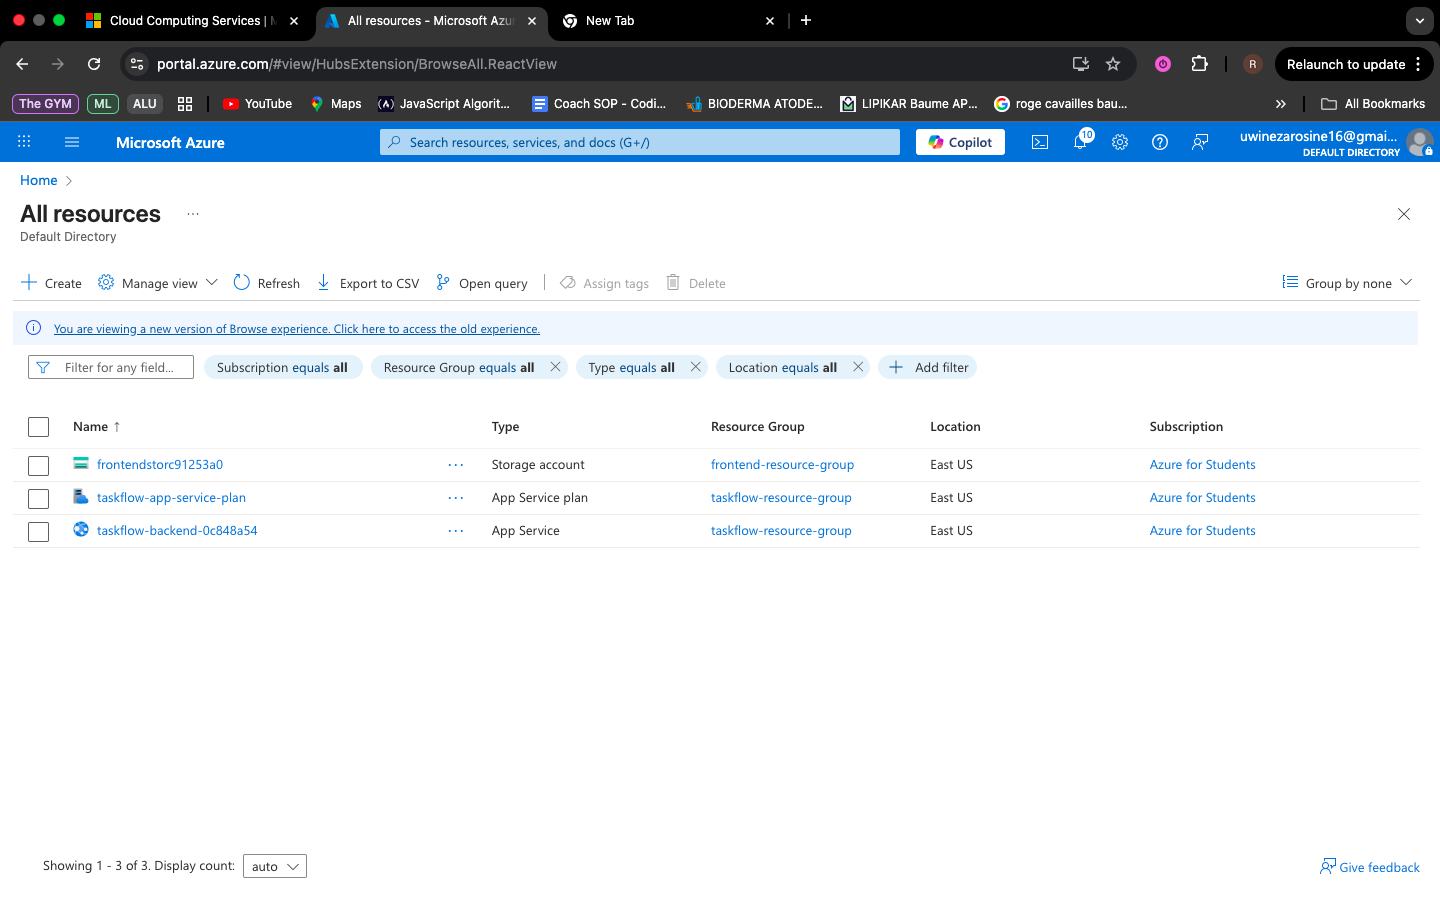 Cloud Computing Services |
All resources - Microsoft Azu
New Tab
portal.azure.com/#view/HubsExtension/BrowseAll.ReactView
R
Relaunch to update
The GYM
ML
ALU
YouTube
Maps
JavaScript Algorit...
Coach SOP - Codi...
BIODERMA ATODE...
LIPIKAR Baume AP...
roge cavailles bau...
»
All Bookmarks
Microsoft Azure
Search resources, services, and docs (G+/)
Copilot
10
uwinezarosine16@gmai...
DEFAULT DIRECTORY
Home
All resources
...
Default Directory
Create
Manage view
Refresh
Export to CSV
Open query
Assign tags
Delete
Group by none
You are viewing a new version of Browse experience. Click here to access the old experience.
Filter for any field...
Subscription equals all
Resource Group equals all
Type equals all
Location equals all
Add filter
Name ↑ Type Resource Group Location Subscription
frontendstorc91253a0 ... Storage account frontend-resource-group East US Azure for Students
taskflow-app-service-plan ... App Service plan taskflow-resource-group East US Azure for Students
taskflow-backend-0c848a54 ... App Service taskflow-resource-group East US Azure for Students
Showing 1 - 3 of 3. Display count: auto
Give feedback